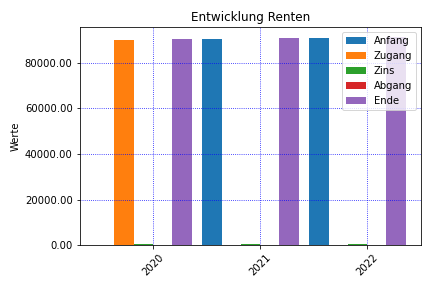 Entwicklung Renten
Anfang
Zugang
Zins
Abgang
Ende
Werte
80000.00
60000.00
40000.00
20000.00
0.00
2020
2021
2022